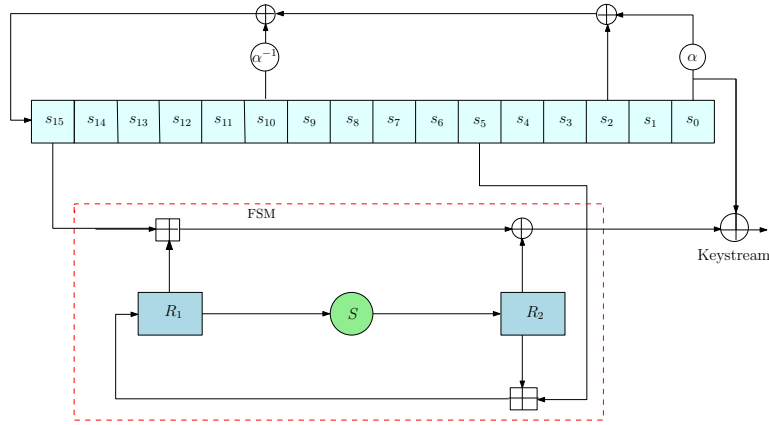 α⁻¹
α
s₁₅ s₁₄ s₁₃ s₁₂ s₁₁ s₁₀ s₉ s₈ s₇ s₆ s₅ s₄ s₃ s₂ s₁ s₀
FSM
Keystream
R₁ S R₂